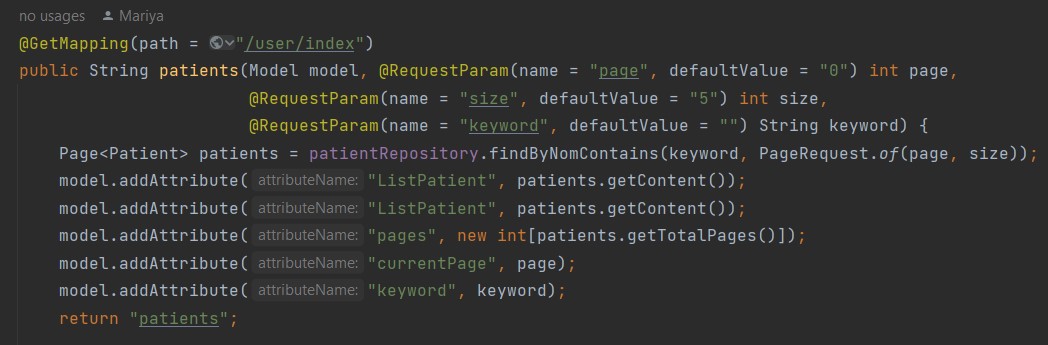 no usages Mariya
@GetMapping(path = "/user/index")
public String patients(Model model, @RequestParam(name = "page", defaultValue = "0") int page,
@RequestParam(name = "size", defaultValue = "5") int size,
@RequestParam(name = "keyword", defaultValue = "") String keyword) {
Page<Patient> patients = patientRepository.findByNomContains(keyword, PageRequest.of(page, size));
model.addAttribute( attributeName: "ListPatient", patients.getContent());
model.addAttribute( attributeName: "ListPatient", patients.getContent());
model.addAttribute( attributeName: "pages", new int[patients.getTotalPages()]);
model.addAttribute( attributeName: "currentPage", page);
model.addAttribute( attributeName: "keyword", keyword);
return "patients";